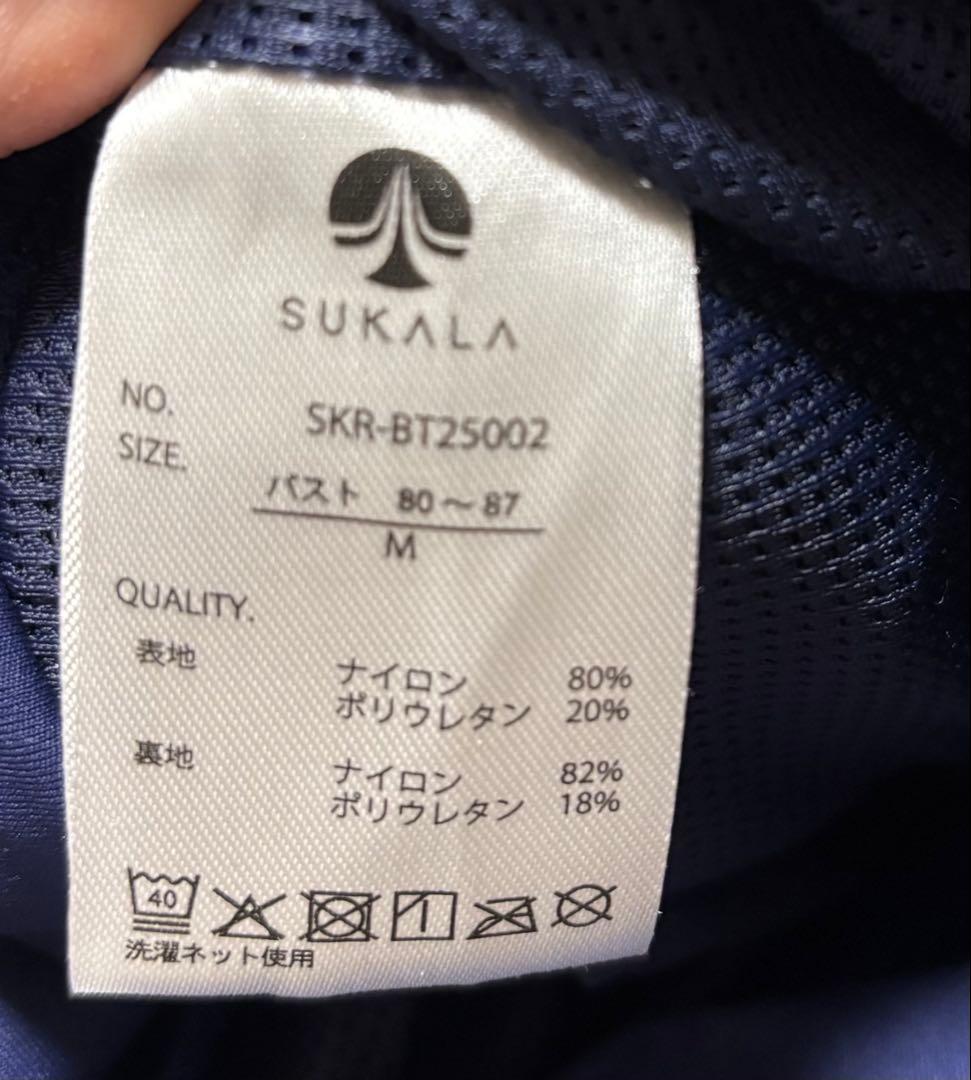 SUKALA
NO. SKR-BT25002
SIZE. バスト 80～87
M
QUALITY.
表地
ナイロン 80%
ポリウレタン 20%
裏地
ナイロン 82%
ポリウレタン 18%
40
洗濯ネット使用